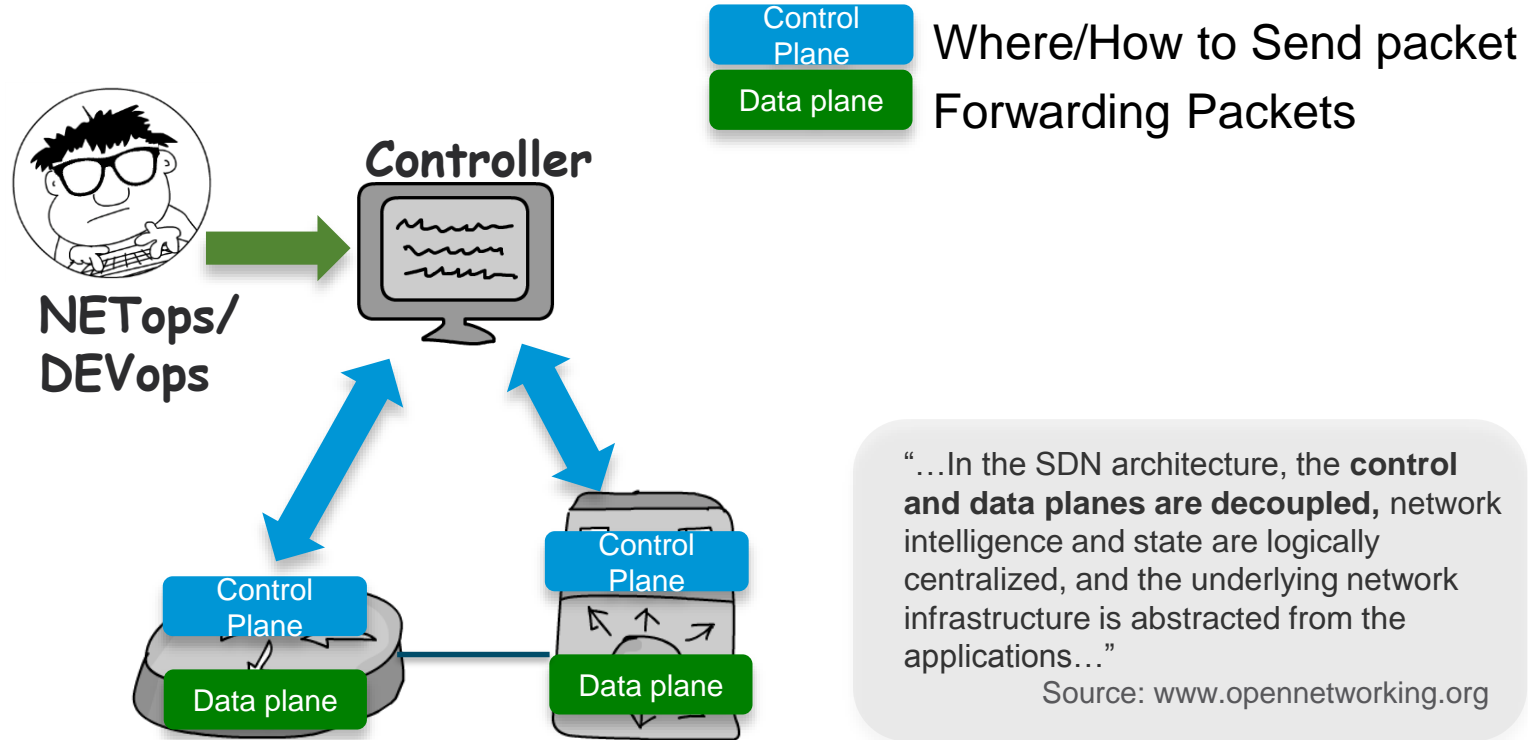 Control
Plane
Where/How to Send packet
Data plane
Forwarding Packets
Controller
NETops/
DEVops
Control
Plane
Data plane
Control
Plane
Data plane
“…In the SDN architecture, the control
and data planes are decoupled, network
intelligence and state are logically
centralized, and the underlying network
infrastructure is abstracted from the
applications…”
Source: www.opennetworking.org